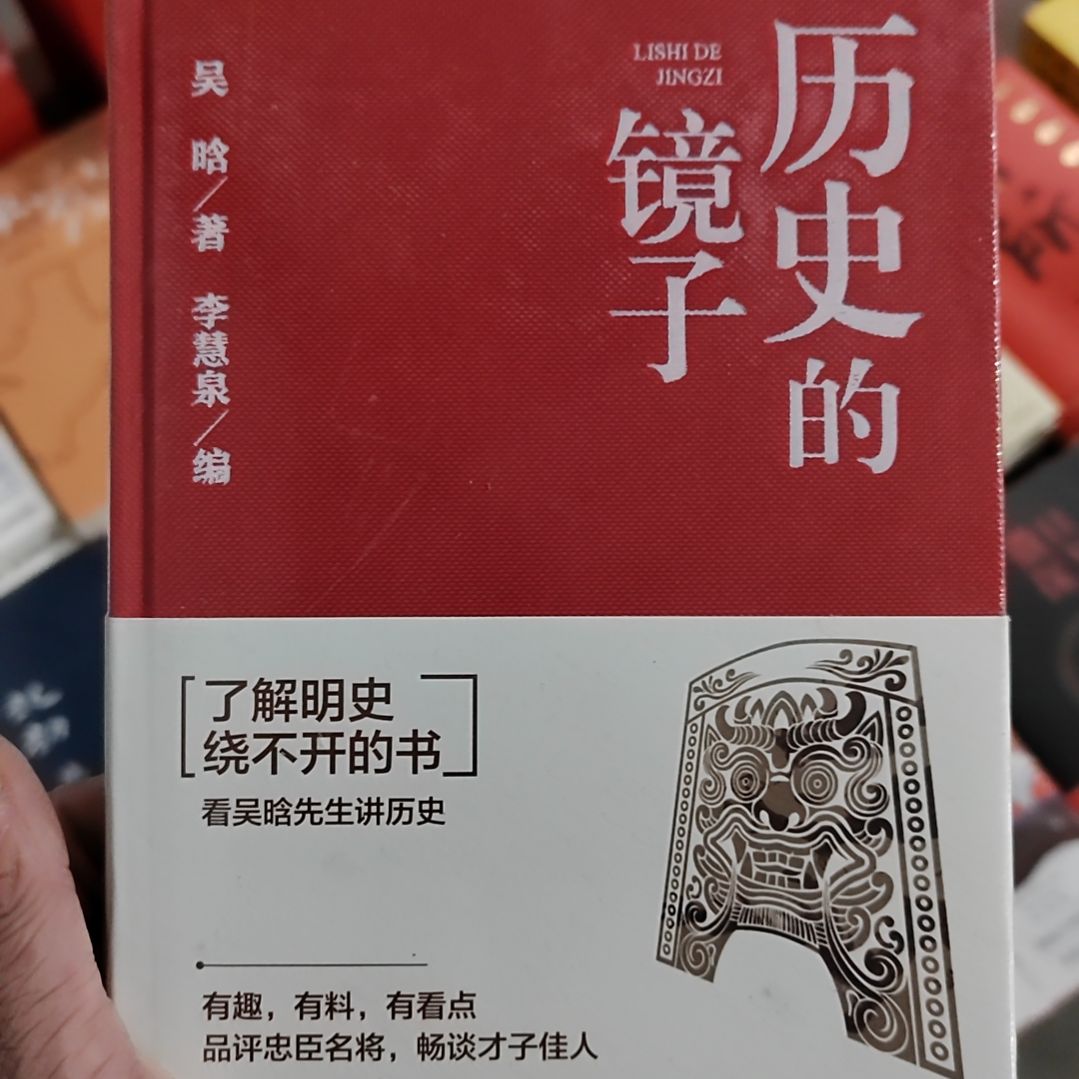 历史的
镜子
LISHI DE
JINGZI
吴晗/著 李慧泉/编
了解明史
绕不开的书
看吴晗先生讲历史
有趣，有料，有看点
品评忠臣名将，畅谈才子佳人